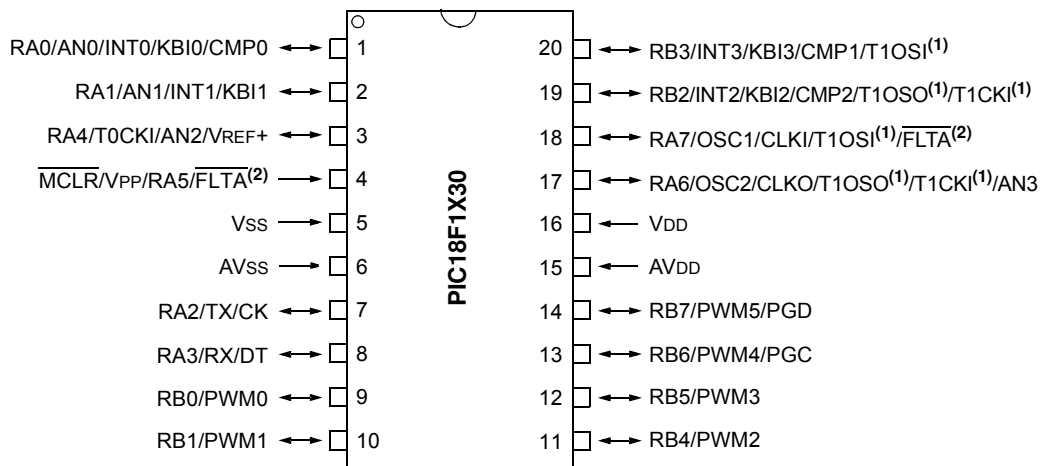 RA0/AN0/INT0/KBI0/CMP0 1
RA1/AN1/INT1/KBI1 2
RA4/T0CKI/AN2/VREF+ 3
MCLR/VPP/RA5/FLTA(2) 4
VSS 5
AVSS 6
RA2/TX/CK 7
RA3/RX/DT 8
RB0/PWM0 9
RB1/PWM1 10
PIC18F1X30
20 RB3/INT3/KBI3/CMP1/T1OSI(1)
19 RB2/INT2/KBI2/CMP2/T1OSO(1)/T1CKI(1)
18 RA7/OSC1/CLKI/T1OSI(1)/FLTA(2)
17 RA6/OSC2/CLKO/T1OSO(1)/T1CKI(1)/AN3
16 VDD
15 AVDD
14 RB7/PWM5/PGD
13 RB6/PWM4/PGC
12 RB5/PWM3
11 RB4/PWM2